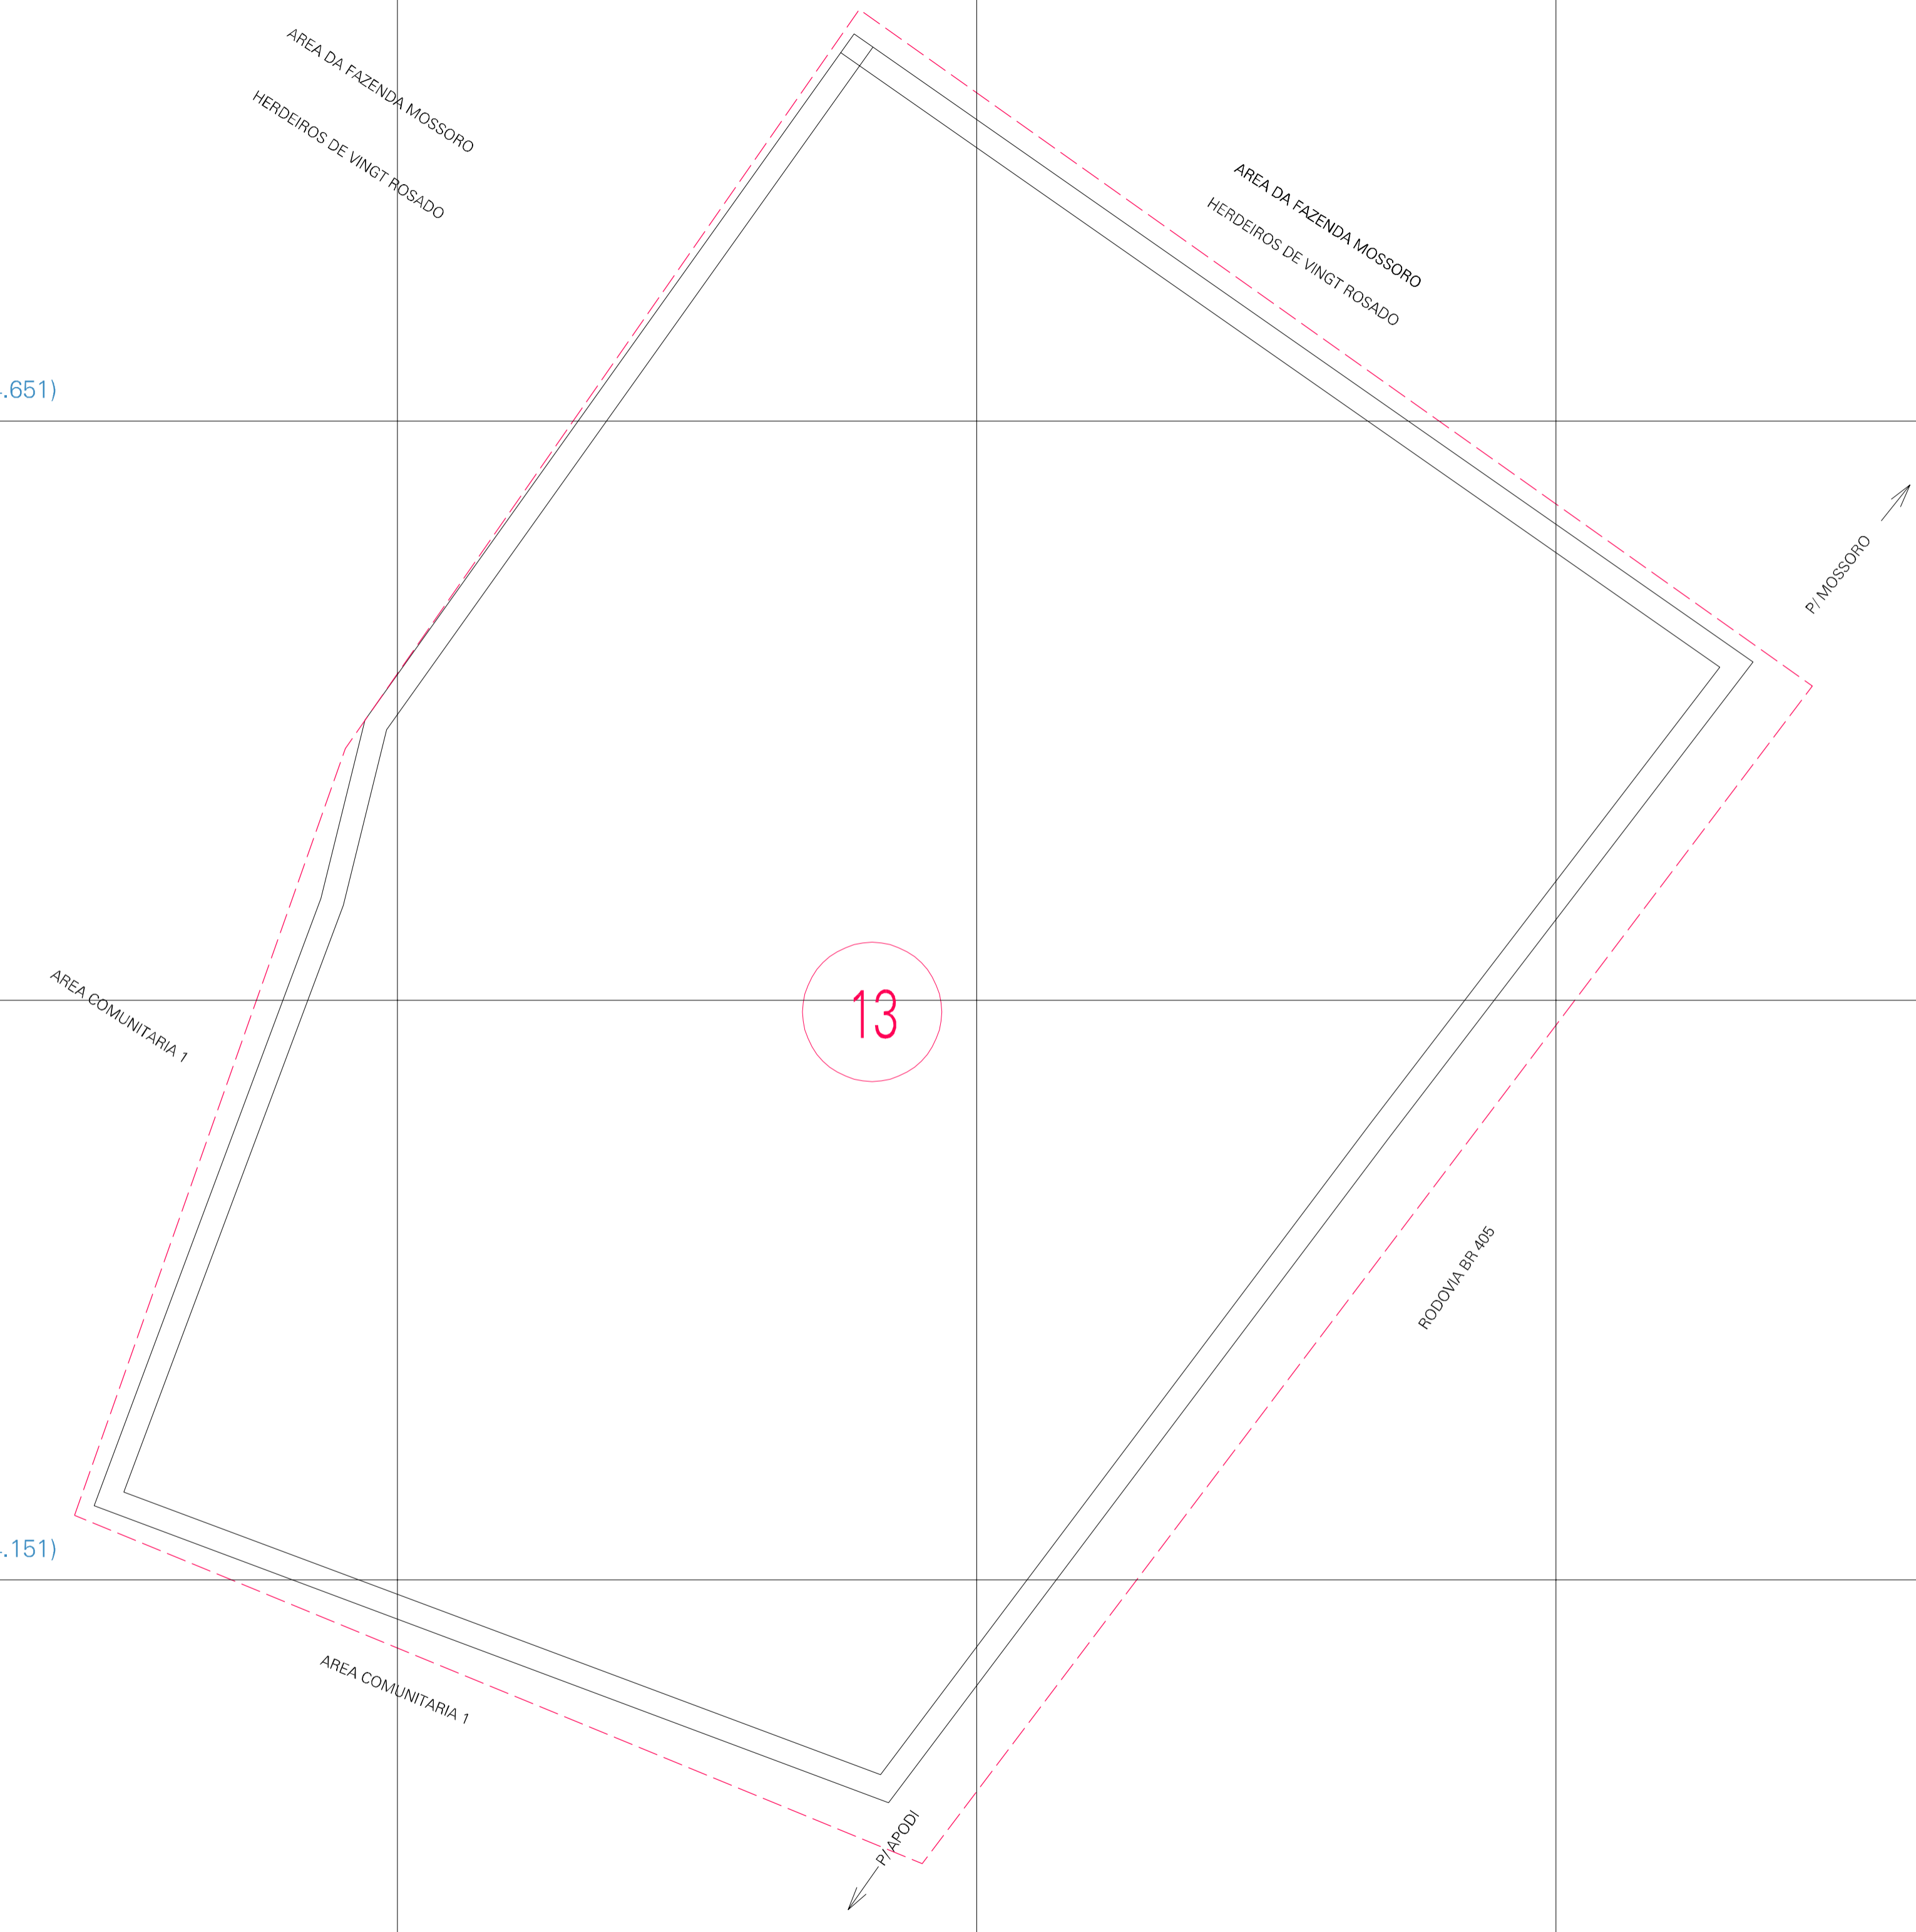 AREA DA FAZENDA MOSSORO
HERDEIROS DE VINGT ROSADO
AREA DA FAZENDA MOSSORO
HERDEIROS DE VINGT ROSADO
.651)
P/ MOSSORO
AREA COMUNITARIA 1
13
RODOVIA BR 405
.151)
AREA COMUNITARIA 1
P/ APODI